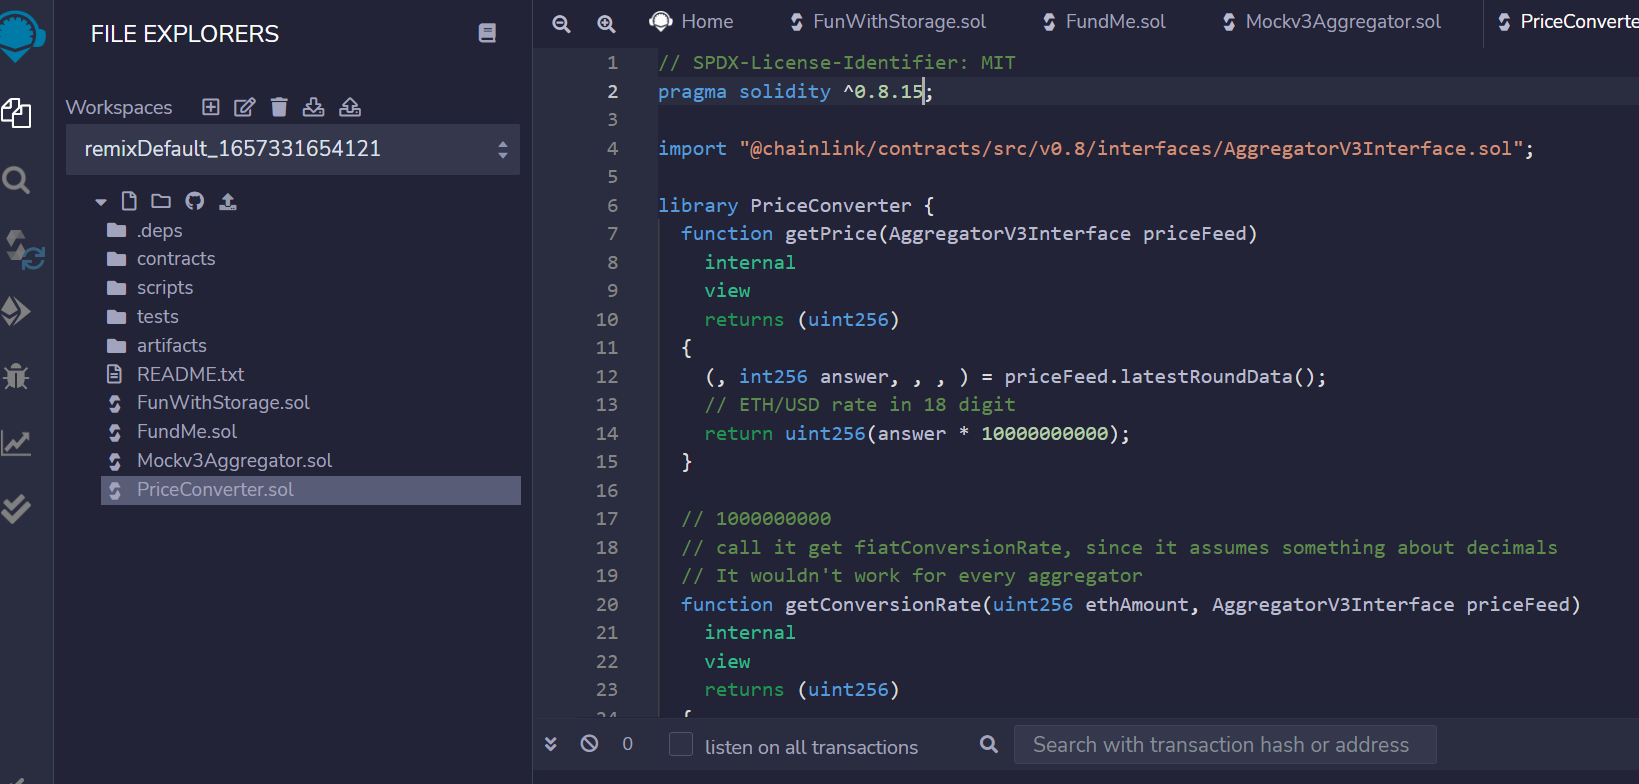 FILE EXPLORERS
Workspaces
remixDefault_1657331654121
.deps
contracts
scripts
tests
artifacts
README.txt
FunWithStorage.sol
FundMe.sol
Mockv3Aggregator.sol
PriceConverter.sol
Home
FunWithStorage.sol
FundMe.sol
Mockv3Aggregator.sol
PriceConverte
1 // SPDX-License-Identifier: MIT
2 pragma solidity ^0.8.15;
3
4 import "@chainlink/contracts/src/v0.8/interfaces/AggregatorV3Interface.sol";
5
6 library PriceConverter {
7 function getPrice(AggregatorV3Interface priceFeed)
8 internal
9 view
10 returns (uint256)
11 {
12 (, int256 answer, , , ) = priceFeed.latestRoundData();
13 // ETH/USD rate in 18 digit
14 return uint256(answer * 10000000000);
15 }
16
17 // 1000000000
18 // call it get fiatConversionRate, since it assumes something about decimals
19 // It wouldn't work for every aggregator
20 function getConversionRate(uint256 ethAmount, AggregatorV3Interface priceFeed)
21 internal
22 view
23 returns (uint256)
24 {
0
listen on all transactions
Search with transaction hash or address